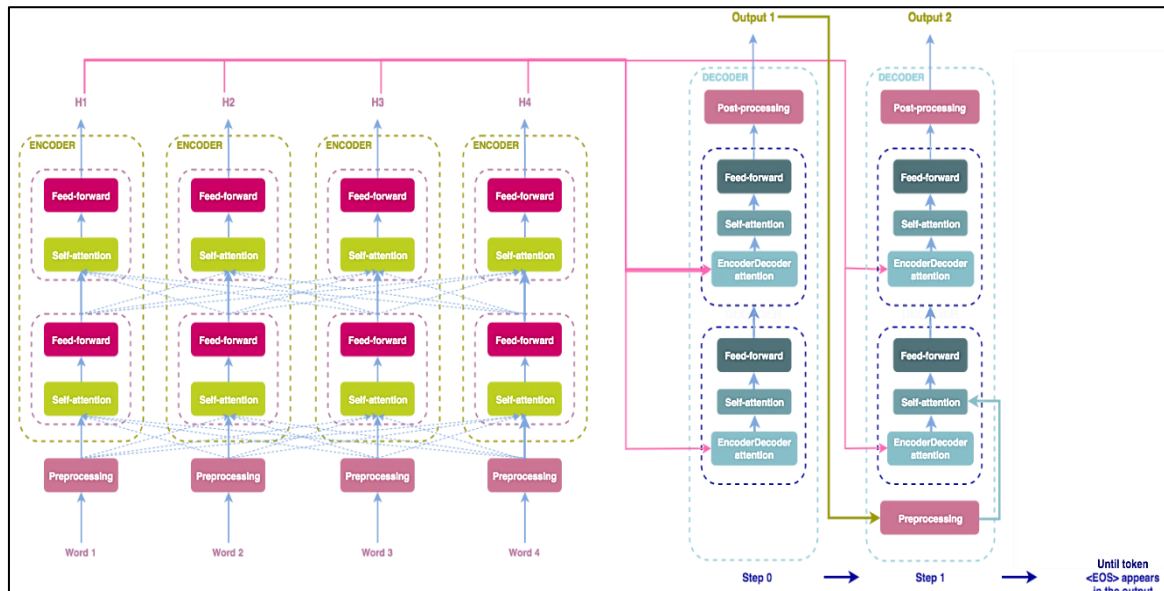 Output 1
Output 2
H1
H2
H3
H4
DECODER
DECODER
Post-processing
Post-processing
ENCODER
ENCODER
ENCODER
ENCODER
Feed-forward
Feed-forward
Feed-forward
Feed-forward
Feed-forward
Feed-forward
Self-attention
Self-attention
Self-attention
Self-attention
Self-attention
Self-attention
EncoderDecoder
attention
EncoderDecoder
attention
Feed-forward
Feed-forward
Feed-forward
Feed-forward
Feed-forward
Feed-forward
Self-attention
Self-attention
Self-attention
Self-attention
Self-attention
Self-attention
EncoderDecoder
attention
EncoderDecoder
attention
Preprocessing
Preprocessing
Preprocessing
Preprocessing
Preprocessing
Word 1
Word 2
Word 3
Word 4
Step 0
Step 1
Until token
<EOS> appears
in the output